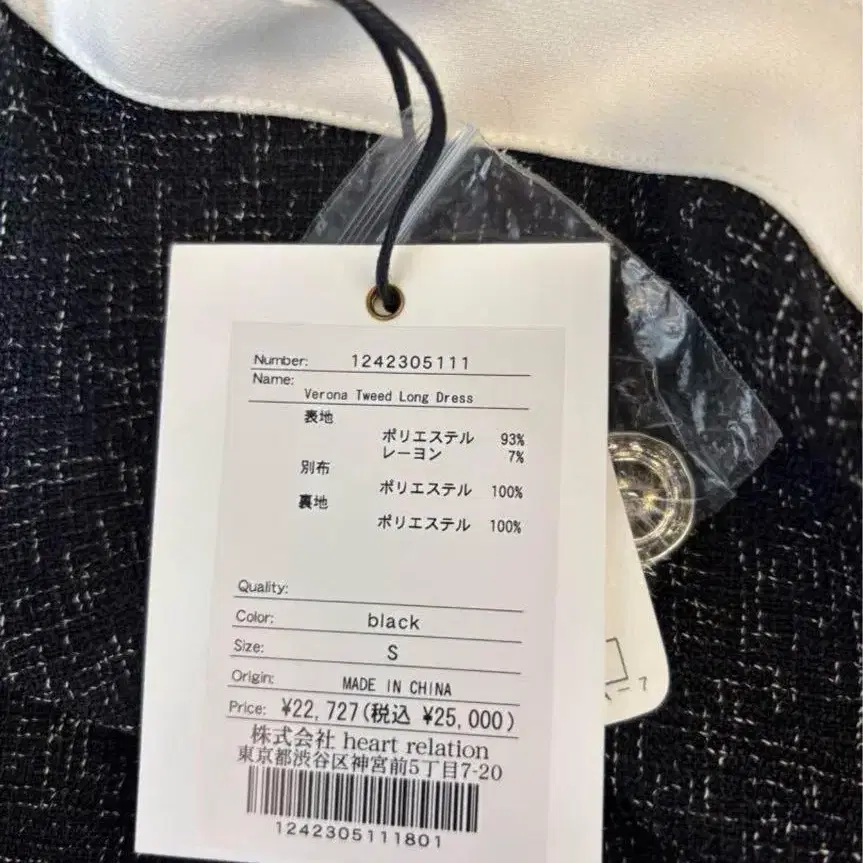 Number: 1242305111
Name:
Verona Tweed Long Dress
表地
ポリエステル 93%
レーヨン 7%
別布
ポリエステル 100%
裏地
ポリエステル 100%
Quality:
Color: black
Size: S
Origin: MADE IN CHINA
Price: ¥22,727(税込 ¥25,000)
株式会社 heart relation
東京都渋谷区神宮前5丁目7-20
1242305111801